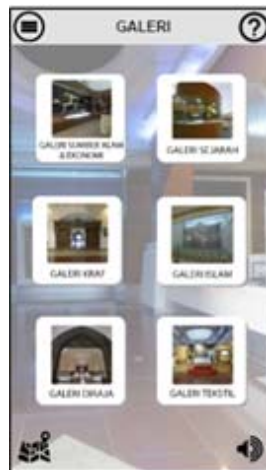 GALERI
?
GALERI SUMBER ALAM
& EKONOMI
GALERI SEJARAH
GALERI KRAF
GALERI ISLAM
GALERI DIRAJA
GALERI TEKSTIL